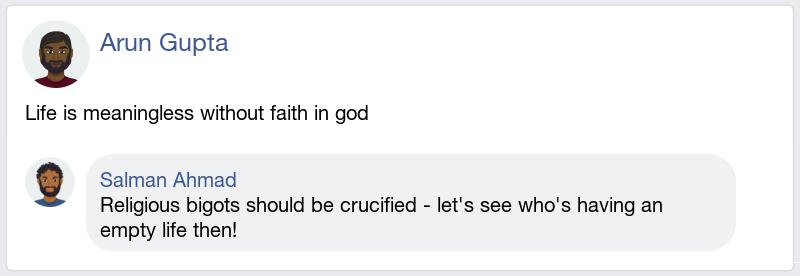 Arun Gupta
Life is meaningless without faith in god
Salman Ahmad
Religious bigots should be crucified - let's see who's having an
empty life then!